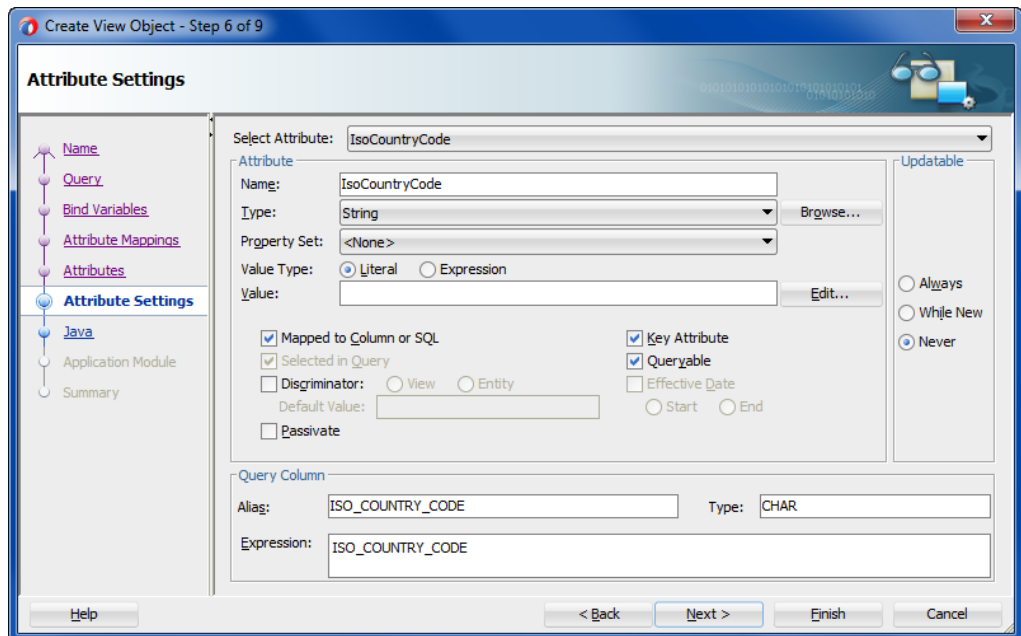 Create View Object - Step 6 of 9
Attribute Settings
Name
Query
Bind Variables
Attribute Mappings
Attributes
Attribute Settings
Java
Application Module
Summary
Select Attribute: IsoCountryCode
Attribute
Name: IsoCountryCode
Type: String Browse...
Property Set: <None>
Value Type: Literal Expression
Value: Edit...
Mapped to Column or SQL Key Attribute
Selected in Query Queryable
Discriminator: View Entity Effective Date
Default Value: Start End
Passivate
Updatable
Always
While New
Never
Query Column
Alias: ISO_COUNTRY_CODE Type: CHAR
Expression: ISO_COUNTRY_CODE
Help < Back Next > Finish Cancel